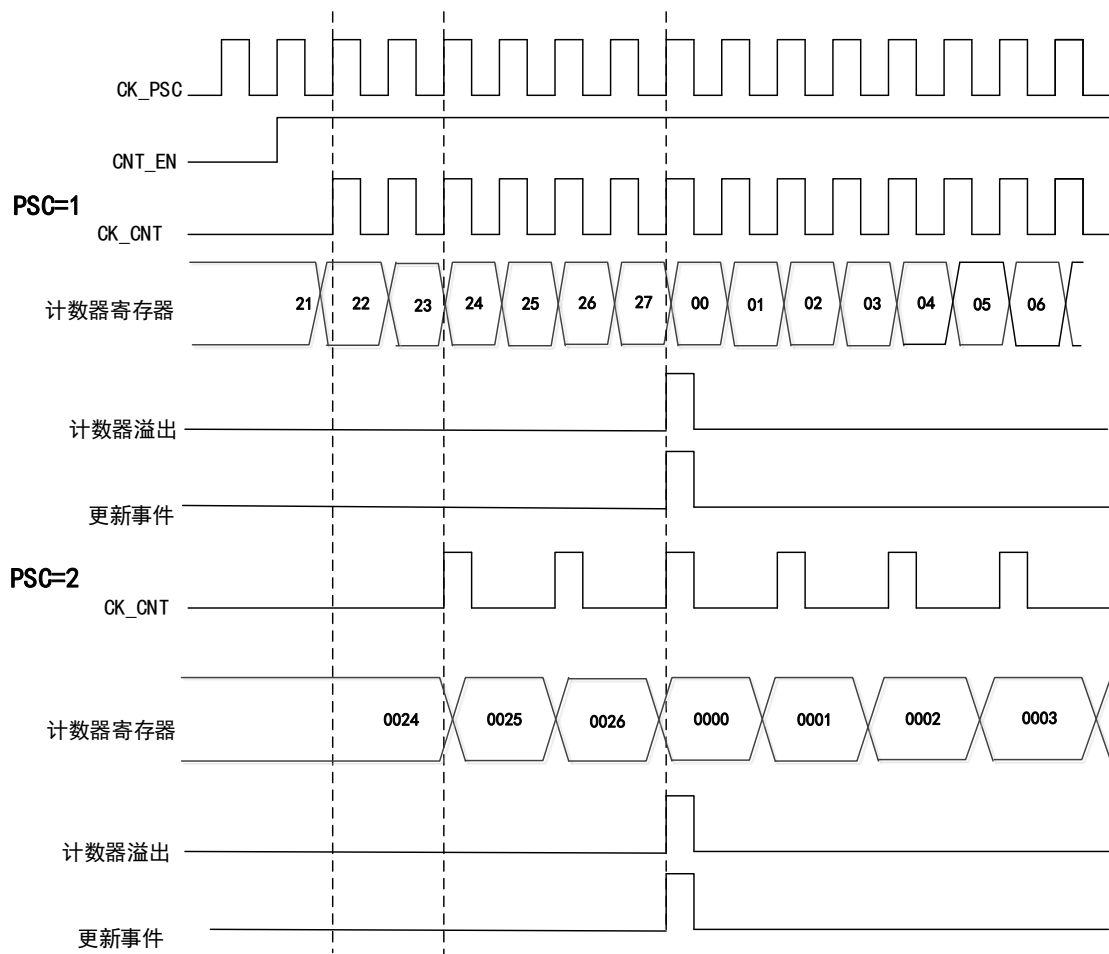 CK_PSC
CNT_EN
PSC=1
CK_CNT
计数器寄存器 21 22 23 24 25 26 27 00 01 02 03 04 05 06
计数器溢出
更新事件
PSC=2
CK_CNT
计数器寄存器 0024 0025 0026 0000 0001 0002 0003
计数器溢出
更新事件